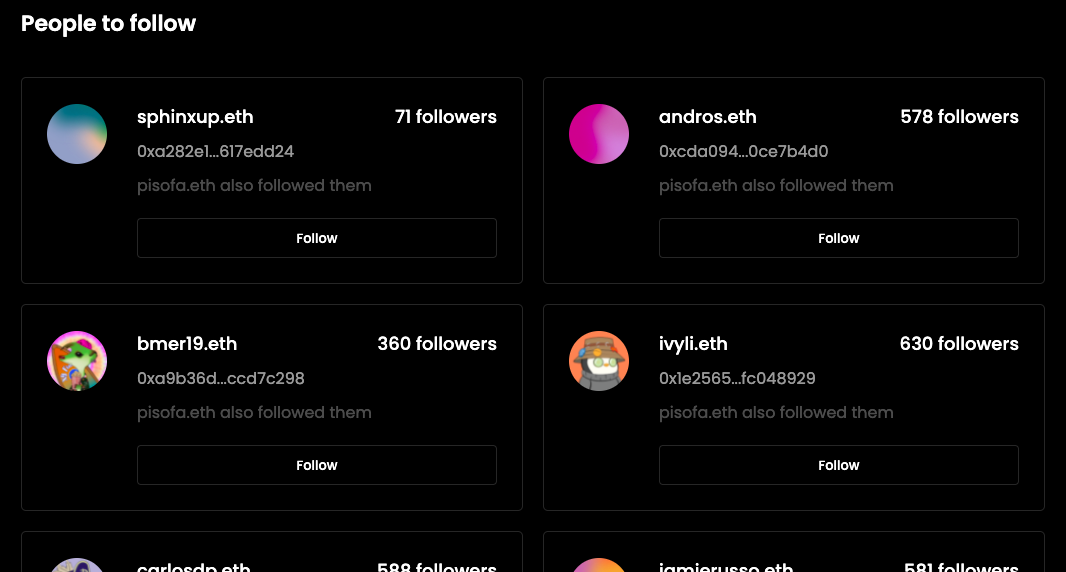 People to follow
sphinxup.eth
71 followers
0xa282e1...617edd24
pisofa.eth also followed them
Follow
andros.eth
578 followers
0xcda094...0ce7b4d0
pisofa.eth also followed them
Follow
bmer19.eth
360 followers
0xa9b36d...ccd7c298
pisofa.eth also followed them
Follow
ivyli.eth
630 followers
0x1e2565...fc048929
pisofa.eth also followed them
Follow
carlosdp.eth
588 followers
jamierusso.eth
581 followers